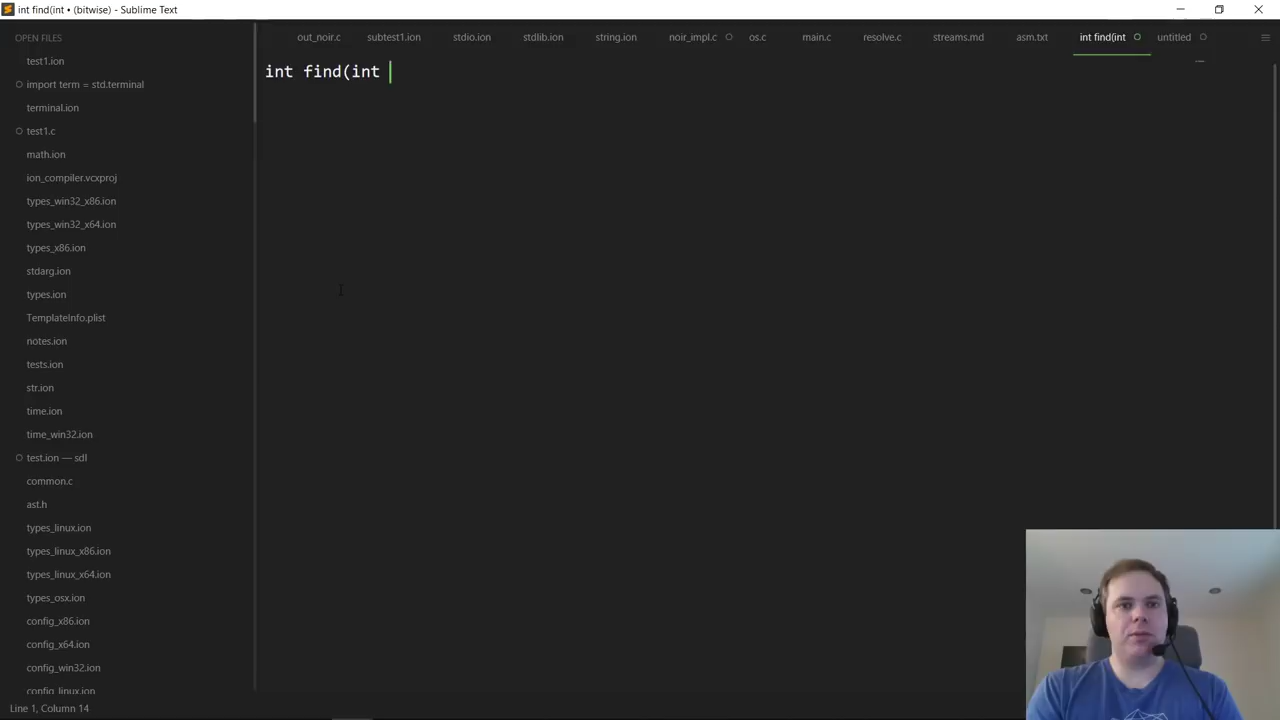 int find(int • (bitwise) - Sublime Text
OPEN FILES
test1.ion
import term = std.terminal
terminal.ion
test1.c
math.ion
ion_compiler.vcxproj
types_win32_x86.ion
types_win32_x64.ion
types_x86.ion
stdarg.ion
types.ion
TemplateInfo.plist
notes.ion
tests.ion
str.ion
time.ion
time_win32.ion
test.ion — sdl
common.c
ast.h
types_linux.ion
types_linux_x86.ion
types_linux_x64.ion
types_osx.ion
config_x86.ion
config_x64.ion
config_win32.ion
config_linux.ion
out_noir.c subtest1.ion stdio.ion stdlib.ion string.ion noir_impl.c os.c main.c resolve.c streams.md asm.txt int find(int untitled
int find(int
Line 1, Column 14